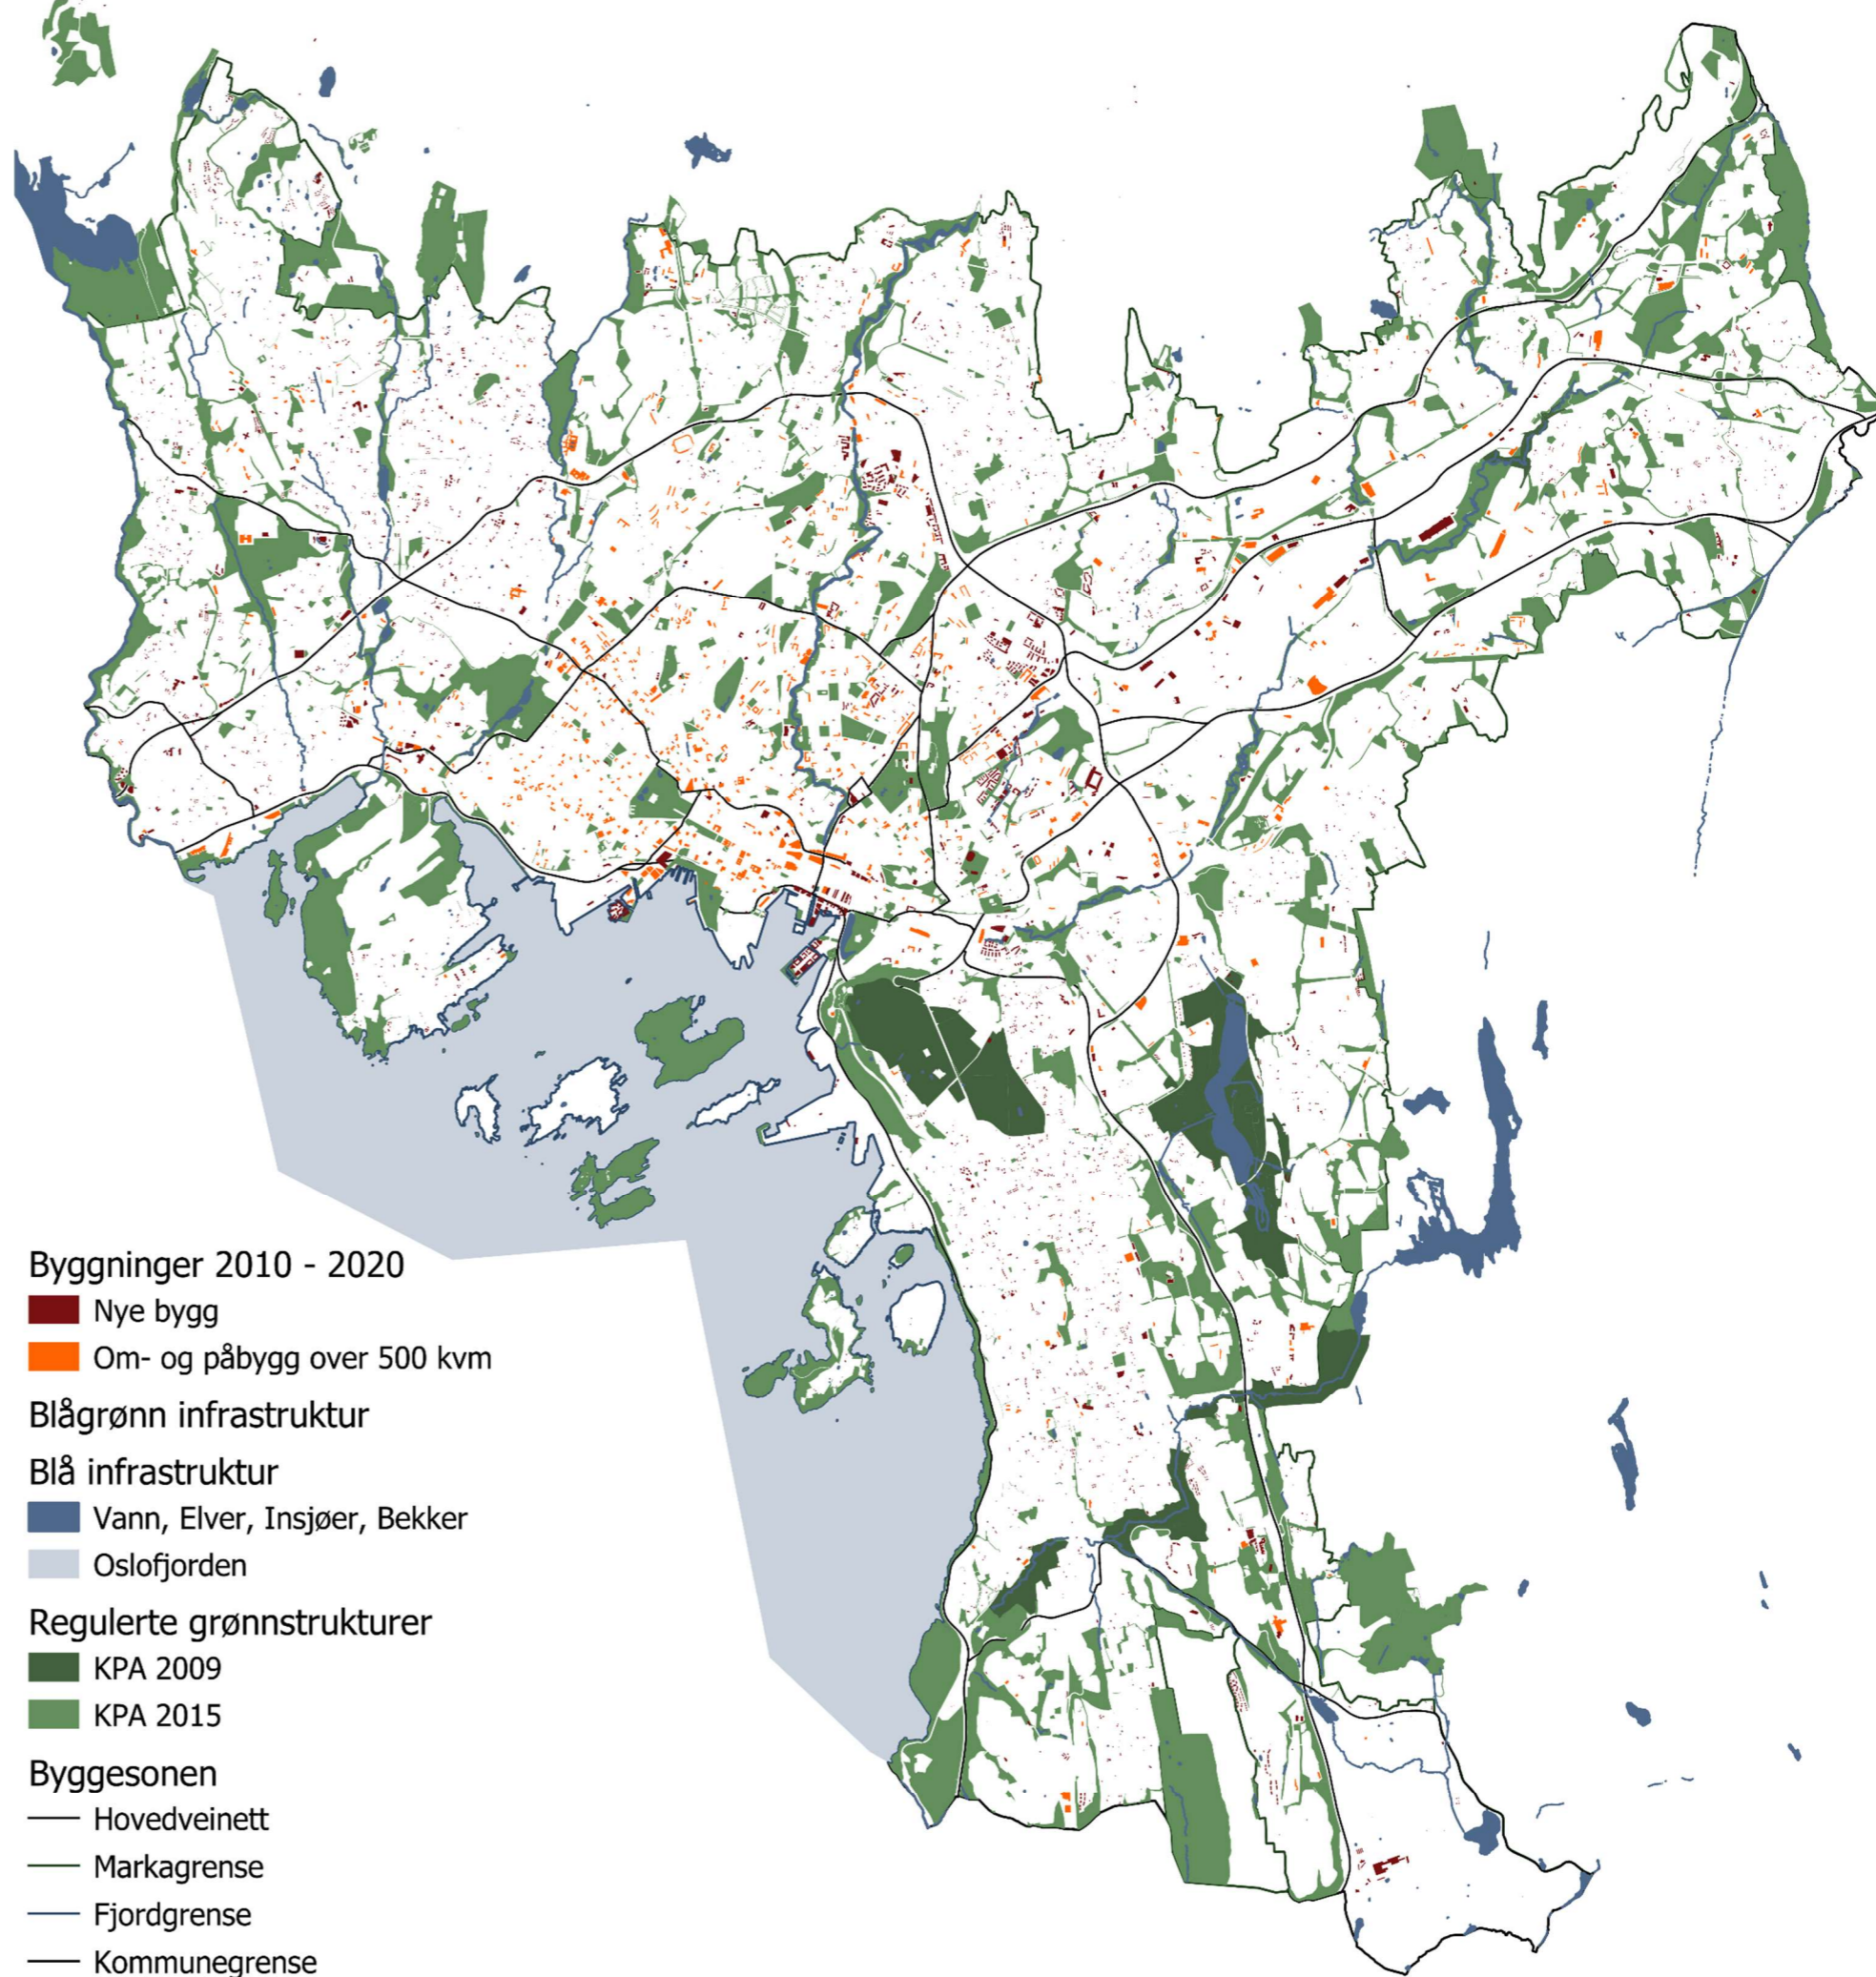 Byggninger 2010 - 2020
Nye bygg
Om- og påbygg over 500 kvm
Blågrønn infrastruktur
Blå infrastruktur
Vann, Elver, Insjøer, Bekker
Oslofjorden
Regulerte grønnstrukturer
KPA 2009
KPA 2015
Byggesonen
Hovedveinett
Markagrense
Fjordgrense
Kommunegrense